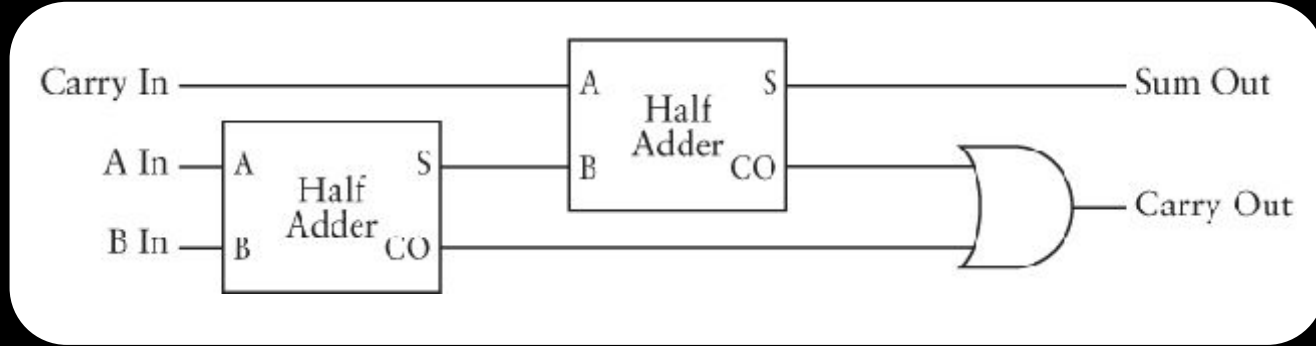 Carry In
A
S
Half
Adder
B
CO
Sum Out
A In
A
S
Half
Adder
B In
B
CO
Carry Out